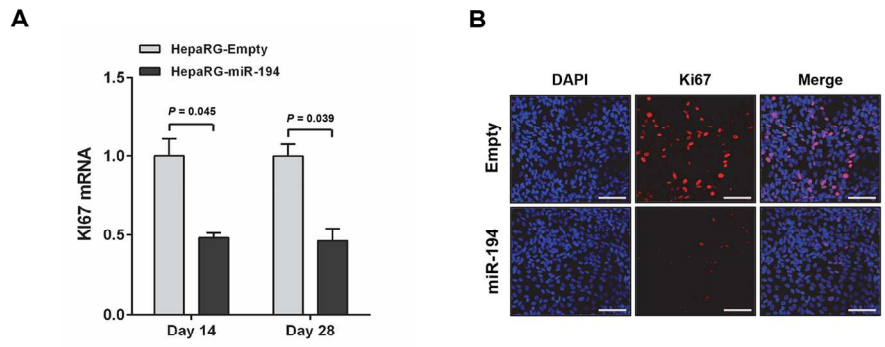 A
HepaRG-Empty
HepaRG-miR-194
KI67 mRNA
1.5
1.0
0.5
0.0
P = 0.045
P = 0.039
Day 14
Day 28
B
DAPI
Ki67
Merge
Empty
miR-194